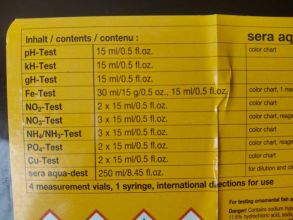 Inhalt / contents / contenu : sera aq
pH-Test 15 ml/0.5 fl.oz. color chart
kH-Test 15 ml/0.5 fl.oz.
gH-Test 15 ml/0.5 fl.oz.
Fe-Test 30 ml/15 g/0.5 oz., 15 ml/0.5 fl.oz. color chart, 1 mea
NO₂-Test 2 x 15 ml/0.5 fl.oz. color chart
NO₃-Test 3 x 15 ml/0.5 fl.oz. color chart,
NH₄/NH₃-Test 3 x 15 ml/0.5 fl.oz. color chart
PO₄-Test 2 x 15 ml/0.5 fl.oz. color chart,
Cu-Test 2 x 15 ml/0.5 fl.oz. color chart
sera aqua-dest 250 ml/8.45 fl.oz. for dilution and cl
4 measurement vials, 1 syringe, international directions for use
For testing ornamental fish a
Danger! Contains sodium hy